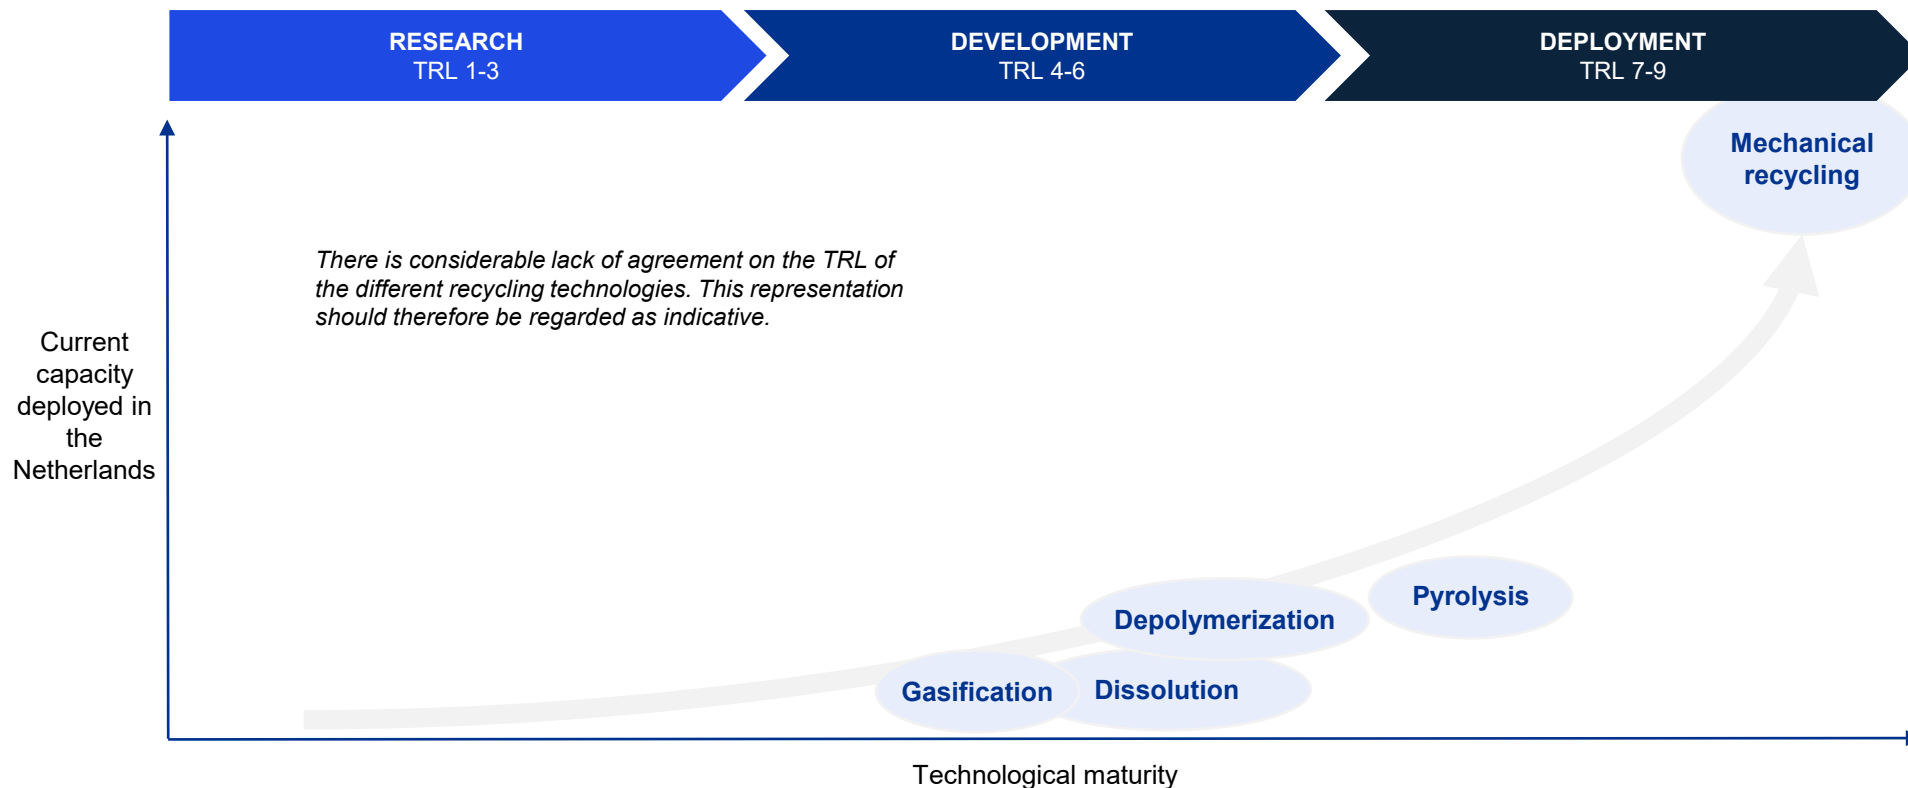 RESEARCH
TRL 1-3
DEVELOPMENT
TRL 4-6
DEPLOYMENT
TRL 7-9
Mechanical
recycling
There is considerable lack of agreement on the TRL of
the different recycling technologies. This representation
should therefore be regarded as indicative.
Current
capacity
deployed in
the
Netherlands
Pyrolysis
Depolymerization
Gasification
Dissolution
Technological maturity